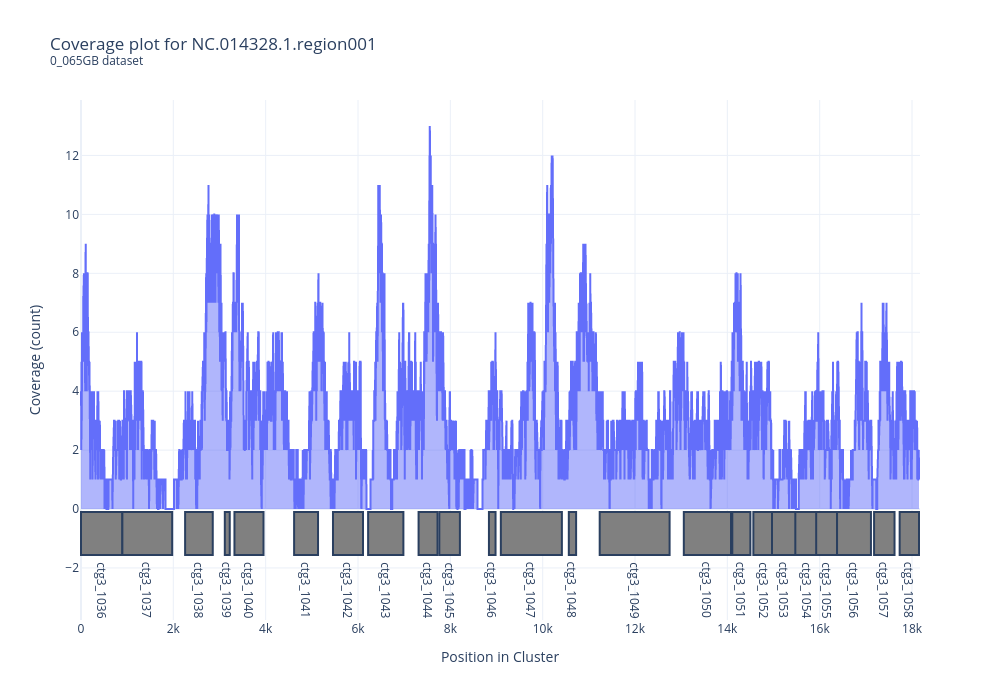 Coverage plot for NC.014328.1.region001
0_065GB dataset
Coverage (count)
12
10
8
6
4
2
0
−2
ctg3_1036
ctg3_1037
ctg3_1038
ctg3_1039
ctg3_1040
ctg3_1041
ctg3_1042
ctg3_1043
ctg3_1044
ctg3_1045
ctg3_1046
ctg3_1047
ctg3_1048
ctg3_1049
ctg3_1050
ctg3_1051
ctg3_1052
ctg3_1053
ctg3_1054
ctg3_1055
ctg3_1056
ctg3_1057
ctg3_1058
0 2k 4k 6k 8k 10k 12k 14k 16k 18k
Position in Cluster